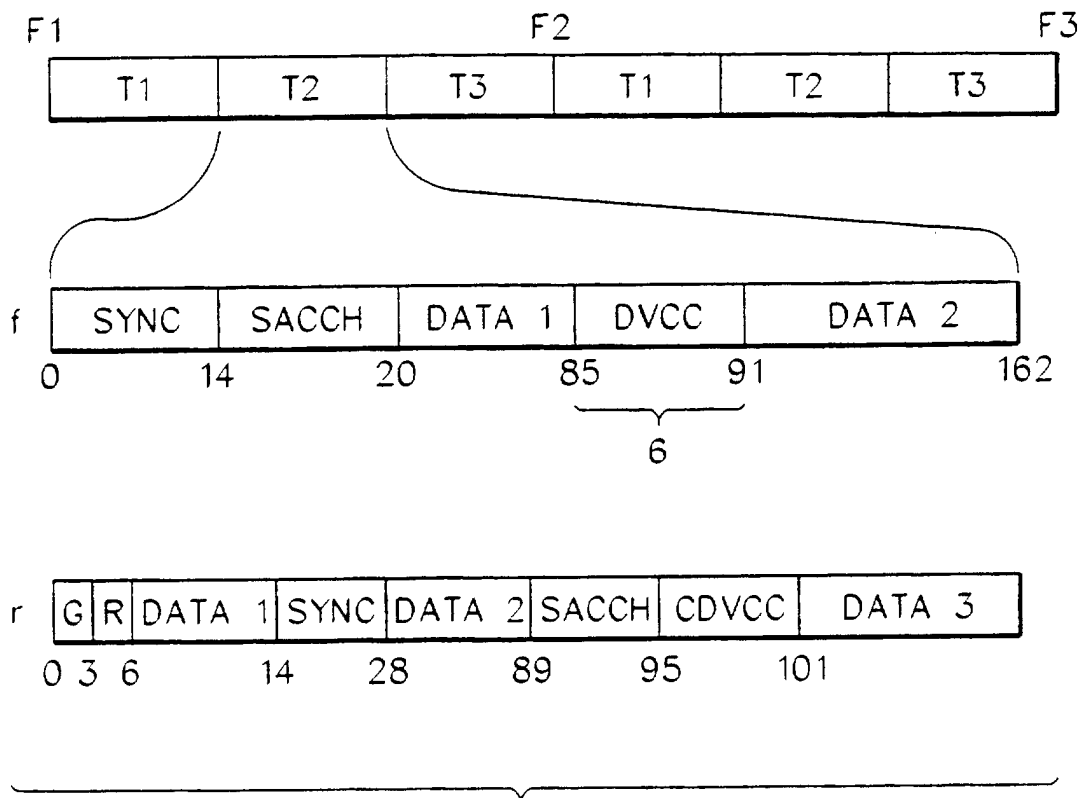 F1 F2 F3
T1 T2 T3 T1 T2 T3
f SYNC SACCH DATA 1 DVCC DATA 2
0 14 20 85 91 162
6
r G R DATA 1 SYNC DATA 2 SACCH CDVCC DATA 3
0 3 6 14 28 89 95 101